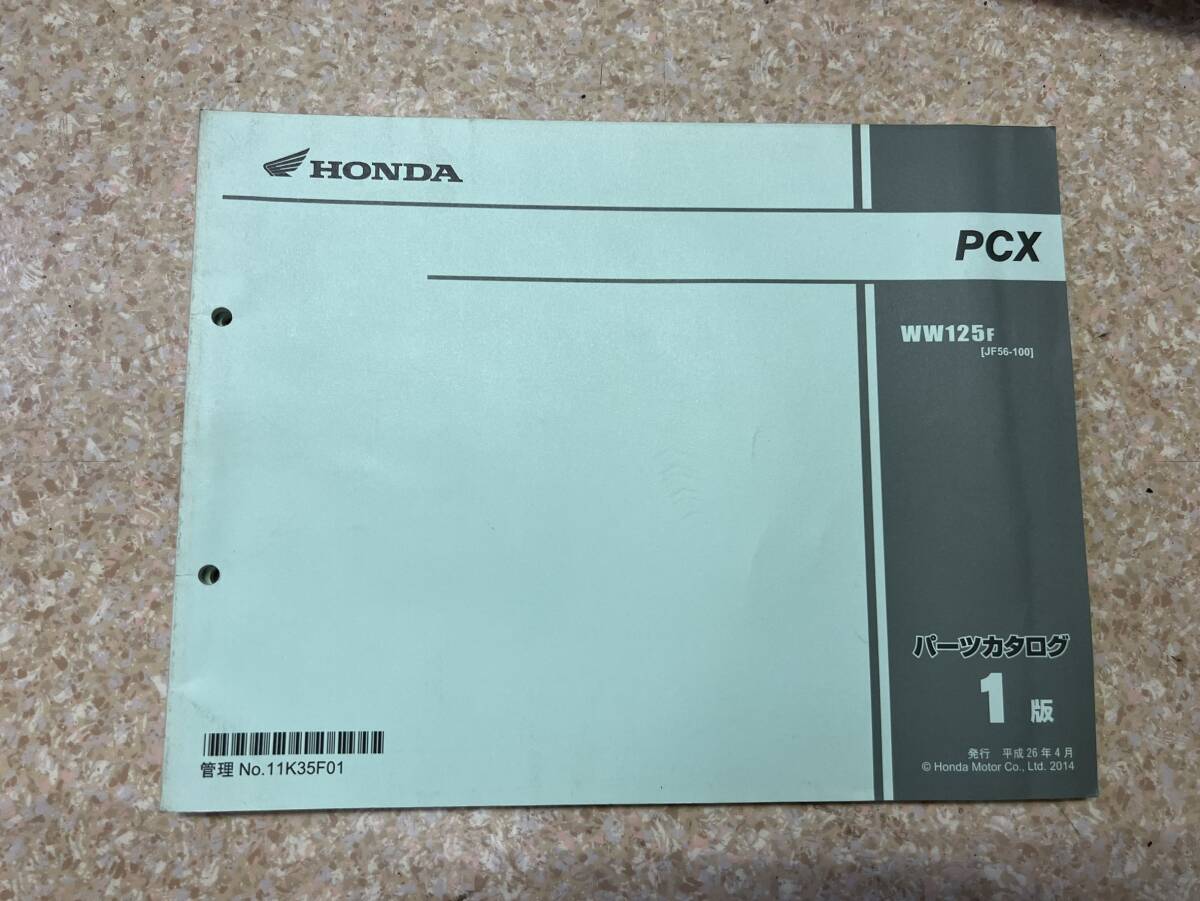 HONDA
PCX
WW125F
[JF56-100]
パーツカタログ
1版
発行 平成26年4月
© Honda Motor Co., Ltd. 2014
管理 No.11K35F01